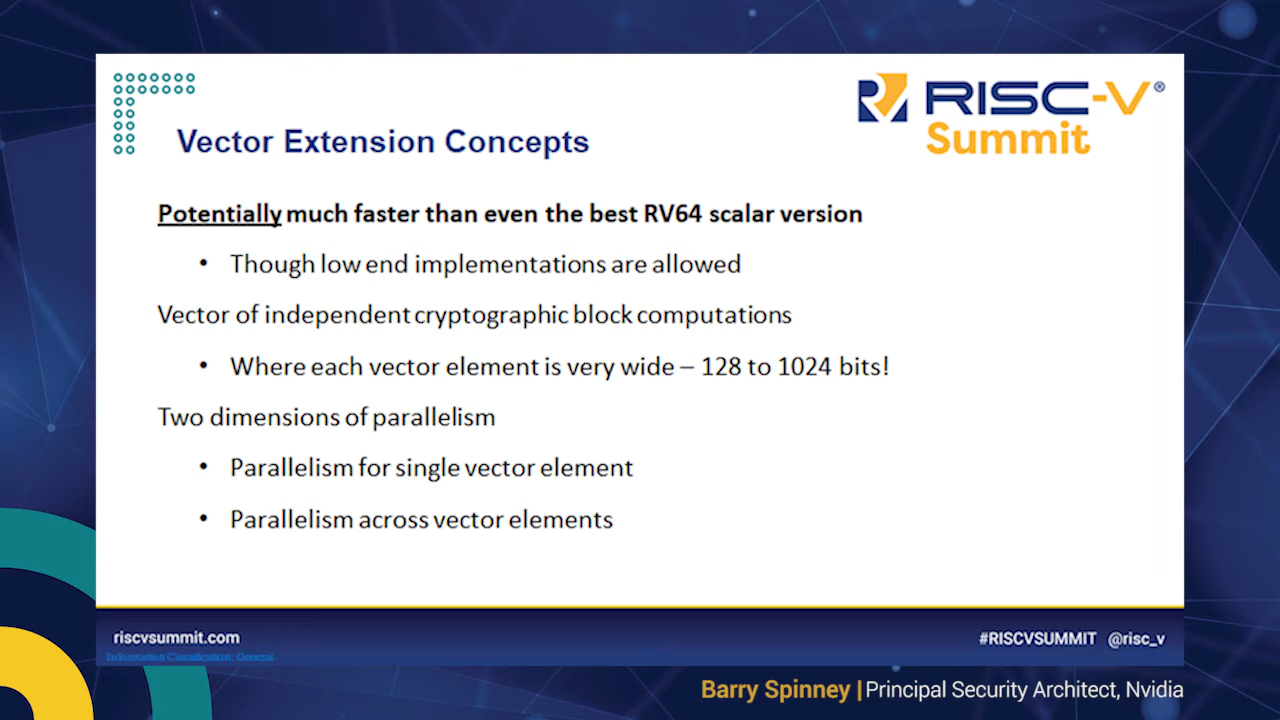 RISC-V®
Summit
Vector Extension Concepts
Potentially much faster than even the best RV64 scalar version
• Though low end implementations are allowed
Vector of independent cryptographic block computations
• Where each vector element is very wide – 128 to 1024 bits!
Two dimensions of parallelism
• Parallelism for single vector element
• Parallelism across vector elements
riscvsummit.com
#RISCVSUMMIT @risc_v
Information Classification: General
Barry Spinney | Principal Security Architect, Nvidia